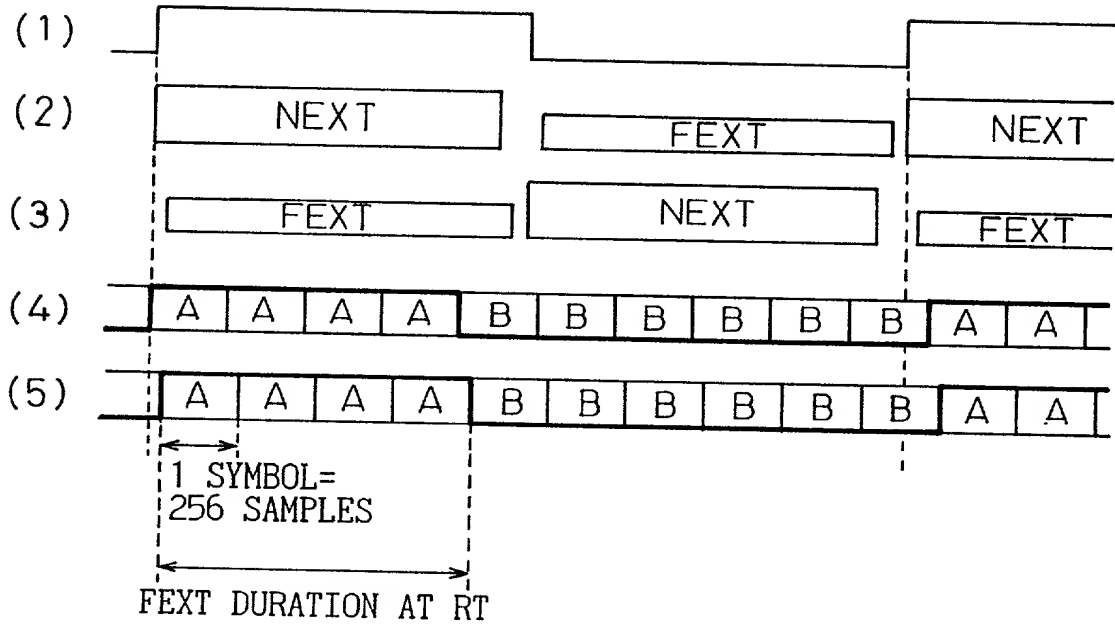 (1)
(2) NEXT FEXT NEXT
(3) FEXT NEXT FEXT
(4) A A A A B B B B B B A A
(5) A A A A B B B B B B A A
1 SYMBOL=
256 SAMPLES
FEXT DURATION AT RT